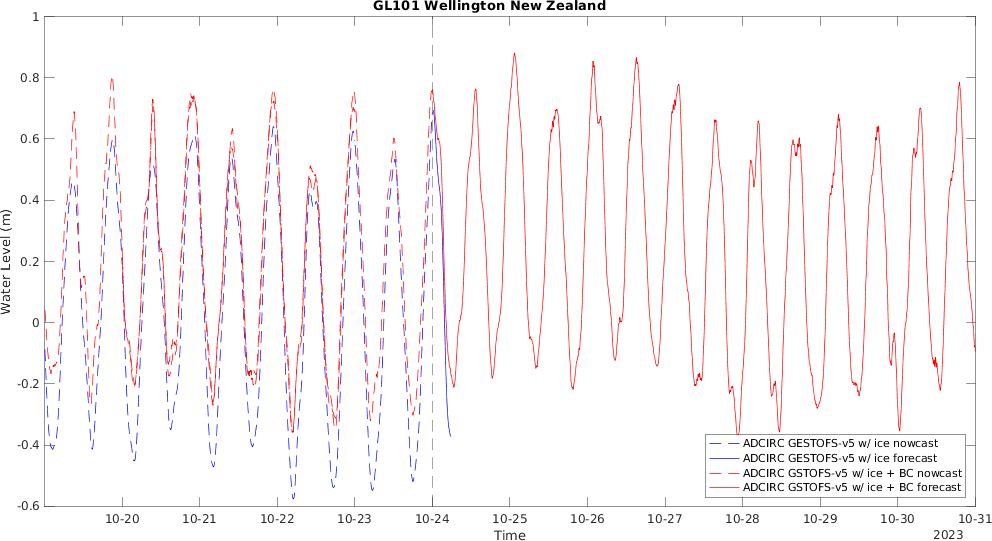 GL101 Wellington New Zealand
1
0.8
0.6
0.4
0.2
0
-0.2
-0.4
-0.6
Water Level (m)
ADCIRC GESTOFS-v5 w/ ice nowcast
ADCIRC GESTOFS-v5 w/ ice forecast
ADCIRC GSTOFS-v5 w/ ice + BC nowcast
ADCIRC GSTOFS-v5 w/ ice + BC forecast
10-20 10-21 10-22 10-23 10-24 10-25 10-26 10-27 10-28 10-29 10-30 10-31
Time
2023